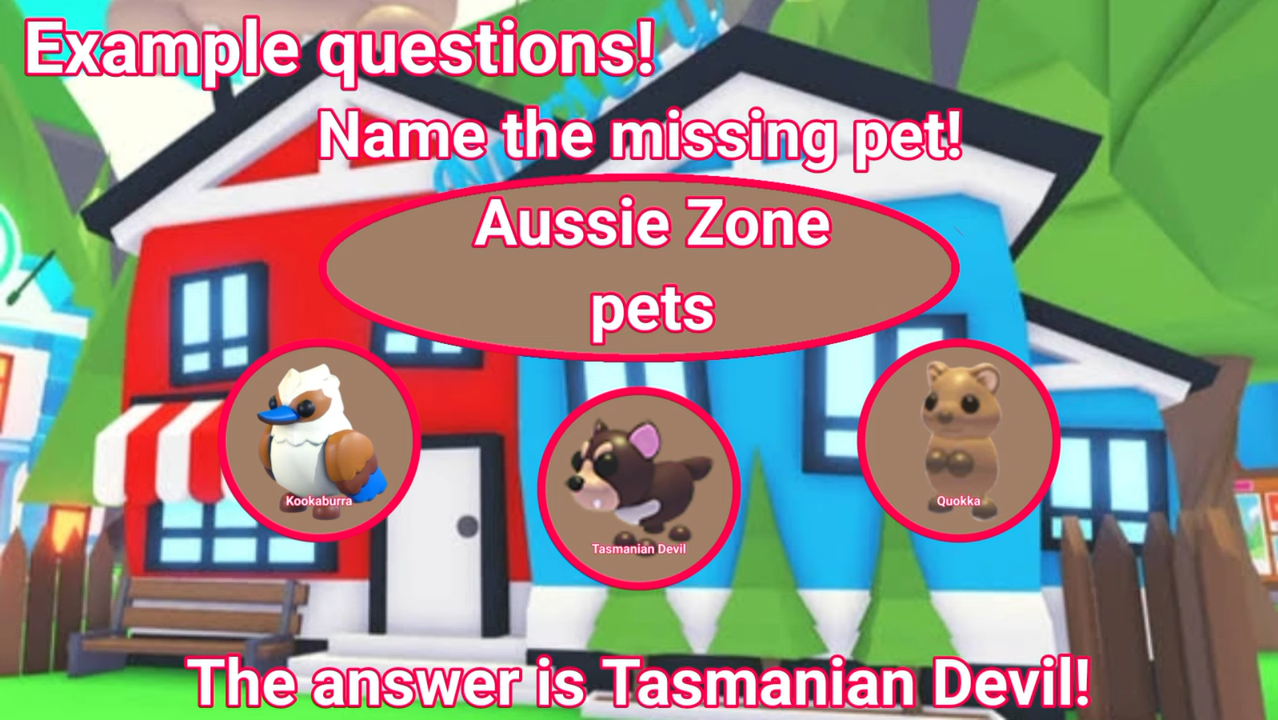 Example questions!
Name the missing pet!
Aussie Zone
pets
Kookaburra
Tasmanian Devil
Quokka
The answer is Tasmanian Devil!